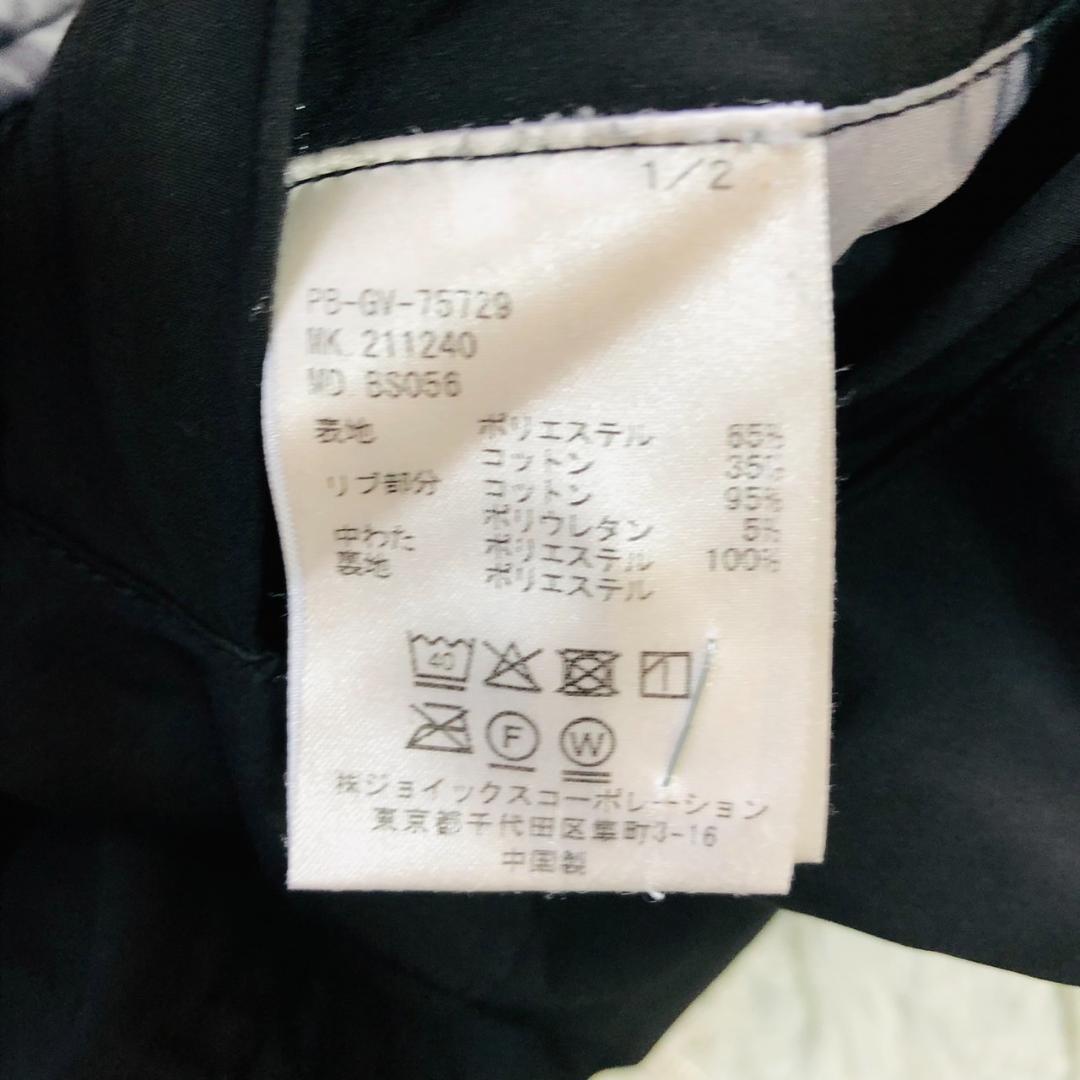 1/2
PB-GV-75729
MK. 211240
MD. BS056
表地 ポリエステル 65%
コットン 35%
リブ部分 コットン 95%
ポリウレタン 5%
中わた ポリエステル 100%
裏地 ポリエステル
40
F W
㈱ジョイックスコーポレーション
東京都千代田区隼町3-16
中国製